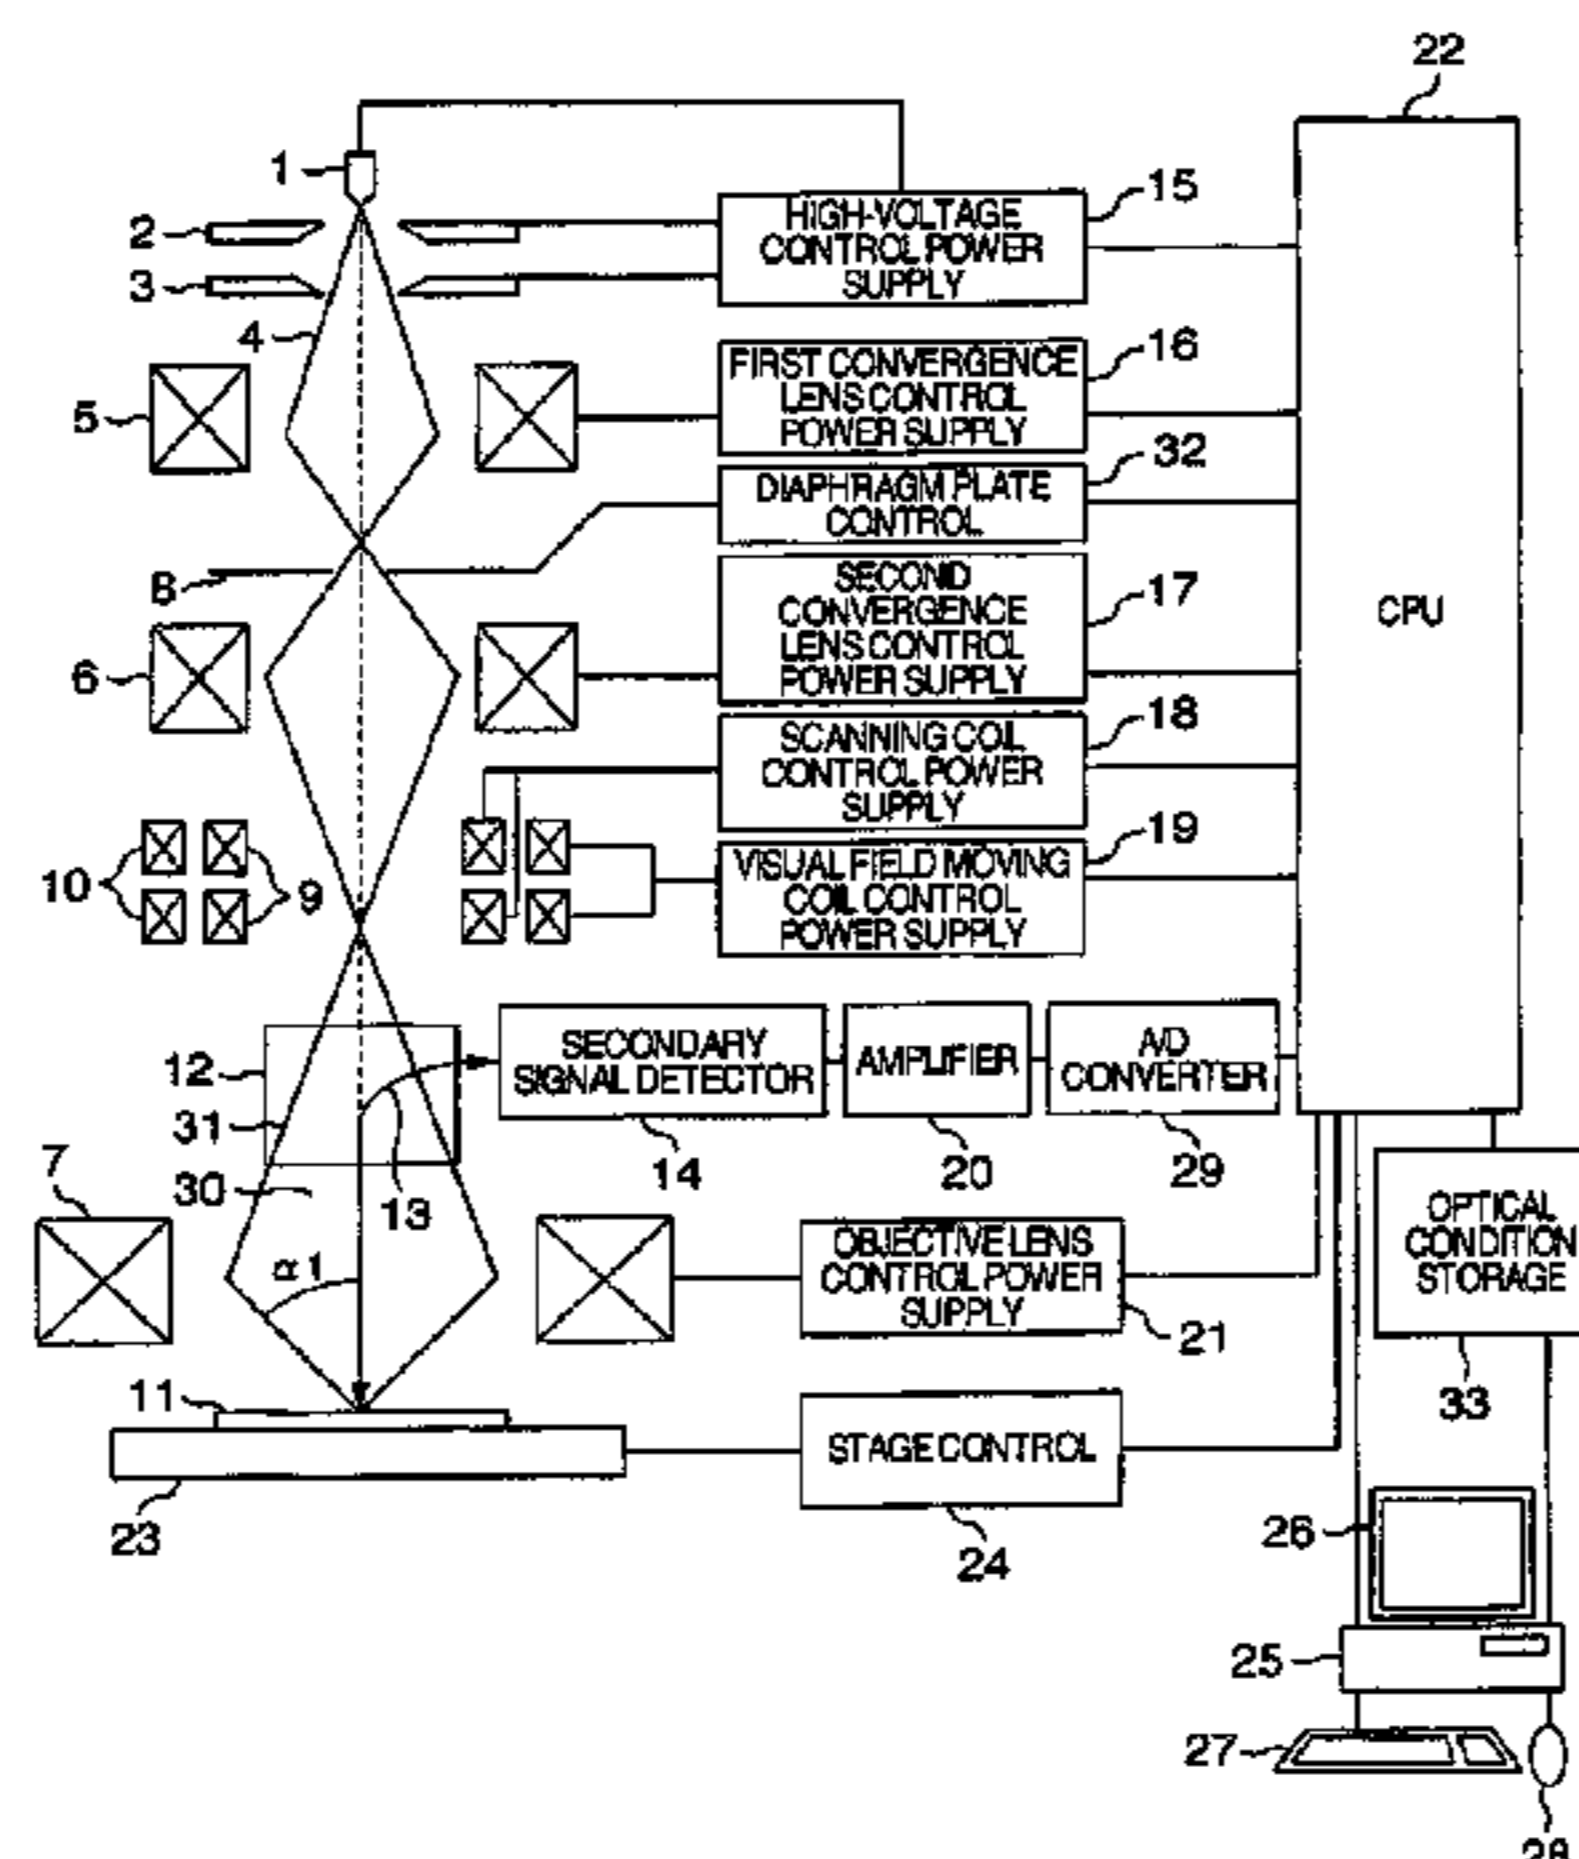 22
1
15
HIGH-VOLTAGE
CONTROL POWER
SUPPLY
2
3
4
16
FIRST CONVERGENCE
LENS CONTROL
POWER SUPPLY
5
32
DIAPHRAGM PLATE
CONTROL
8
17
SECOND
CONVERGENCE
LENS CONTROL
POWER SUPPLY
CPU
6
18
SCANNING COIL
CONTROL POWER
SUPPLY
19
VISUAL FIELD MOVING
COIL CONTROL
POWER SUPPLY
10
9
12
SECONDARY
SIGNAL DETECTOR
AMPLIFIER
A/D
CONVERTER
31
14
20
29
7
30
13
OPTICAL
CONDITION
STORAGE
α1
OBJECTIVE LENS
CONTROL POWER
SUPPLY
21
33
11
STAGE CONTROL
23
24
26
25
27
28